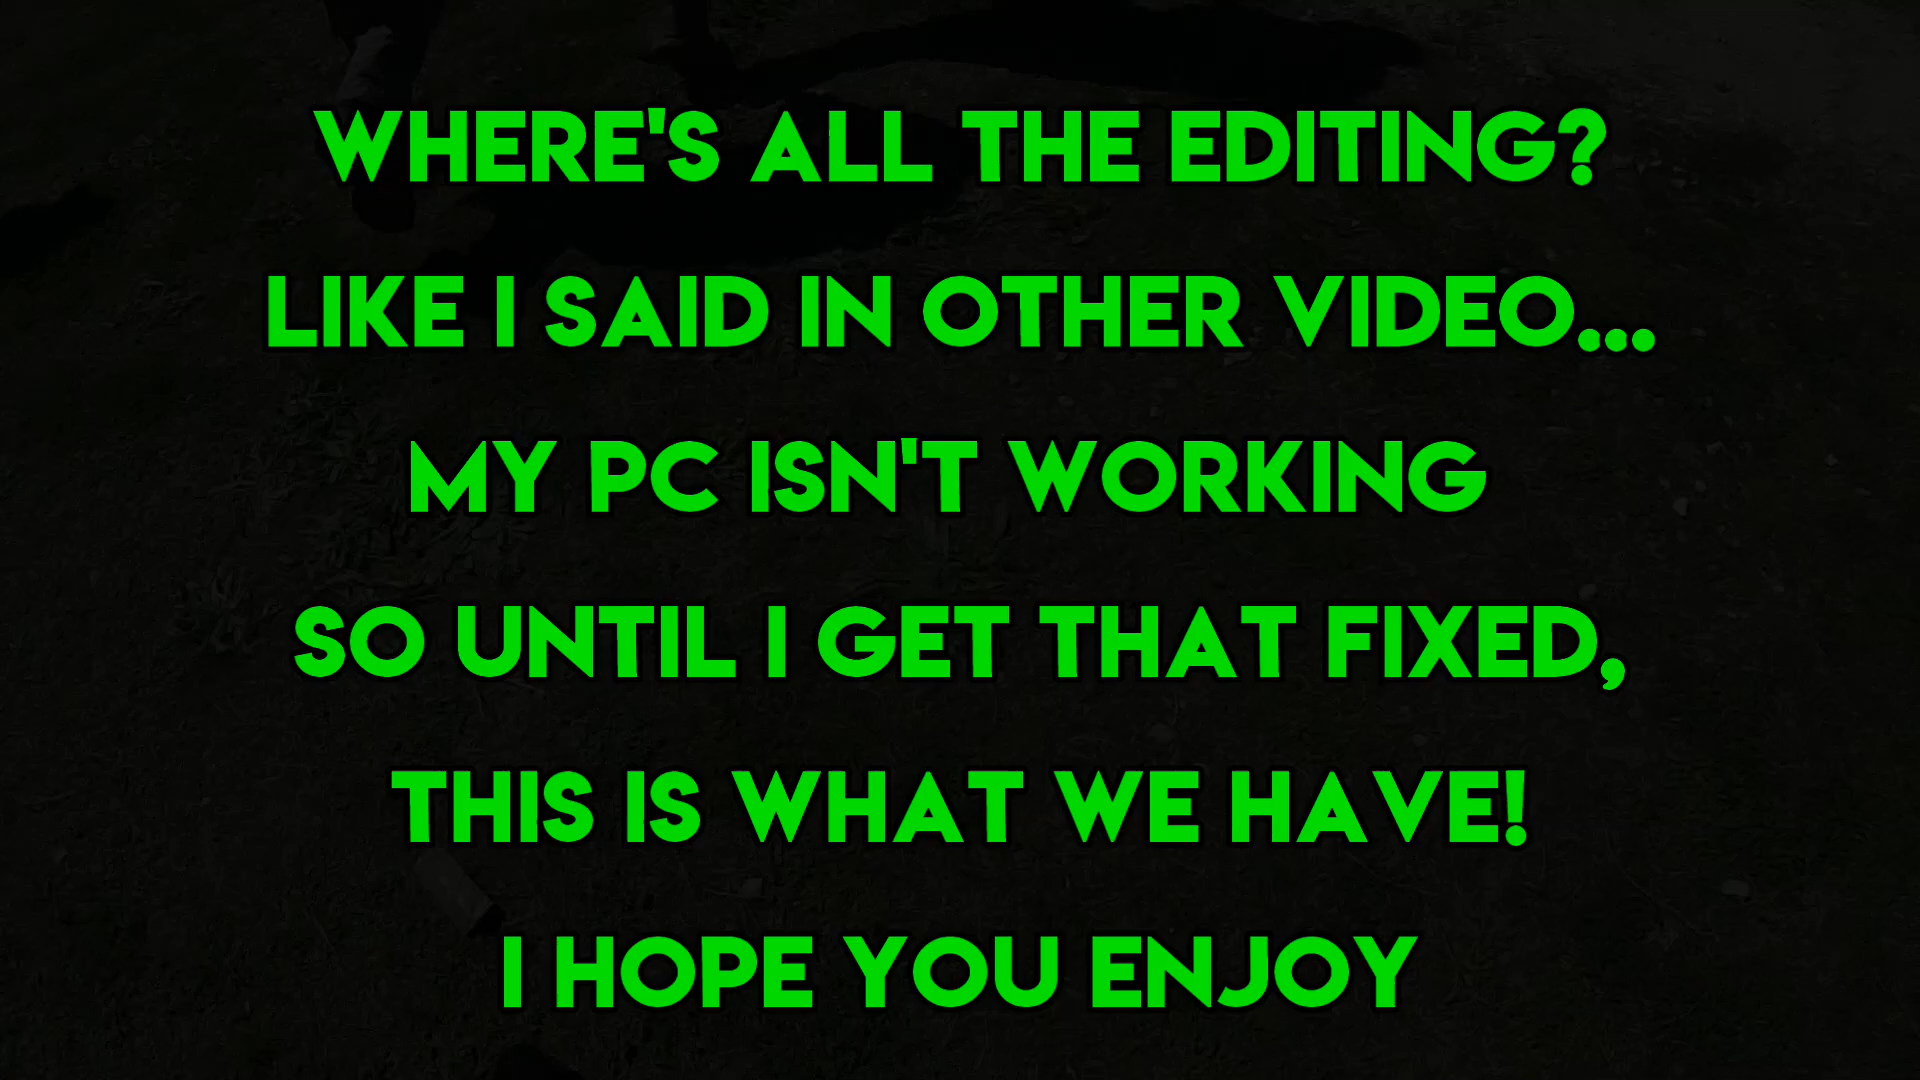 WHERE'S ALL THE EDITING?
LIKE I SAID IN OTHER VIDEO...
MY PC ISN'T WORKING
SO UNTIL I GET THAT FIXED,
THIS IS WHAT WE HAVE!
I HOPE YOU ENJOY